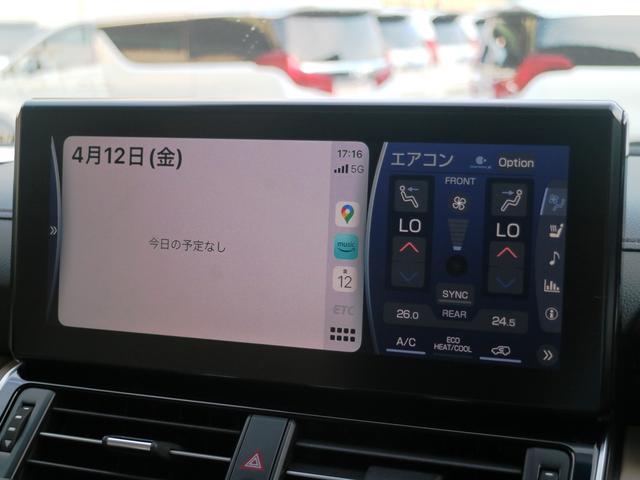 4月12日(金)
今日の予定なし
17:16
5G
music
金
12
ETC
エアコン
Option
FRONT
LO
LO
SYNC
26.0 REAR 24.5
A/C
ECO
HEAT/COOL